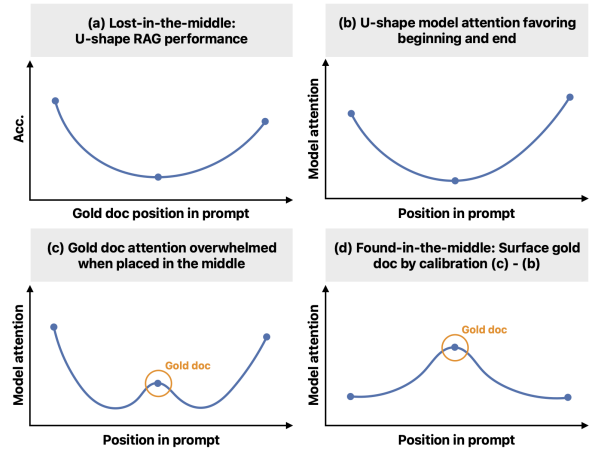 (a) Lost-in-the-middle:
U-shape RAG performance
Acc.
Gold doc position in prompt
(b) U-shape model attention favoring
beginning and end
Model attention
Position in prompt
(c) Gold doc attention overwhelmed
when placed in the middle
Model attention
Gold doc
Position in prompt
(d) Found-in-the-middle: Surface gold
doc by calibration (c) - (b)
Model attention
Gold doc
Position in prompt